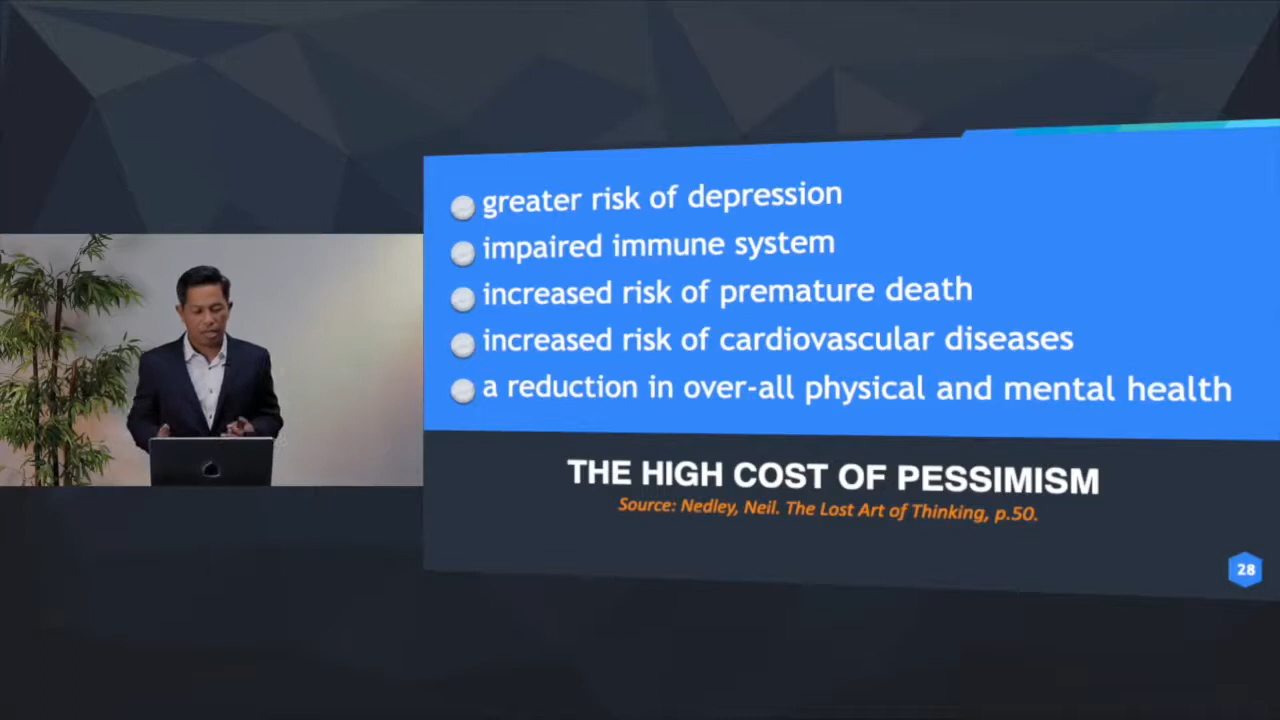 greater risk of depression
impaired immune system
increased risk of premature death
increased risk of cardiovascular diseases
a reduction in over-all physical and mental health
THE HIGH COST OF PESSIMISM
Source: Nedley, Neil. The Lost Art of Thinking, p.50.
28